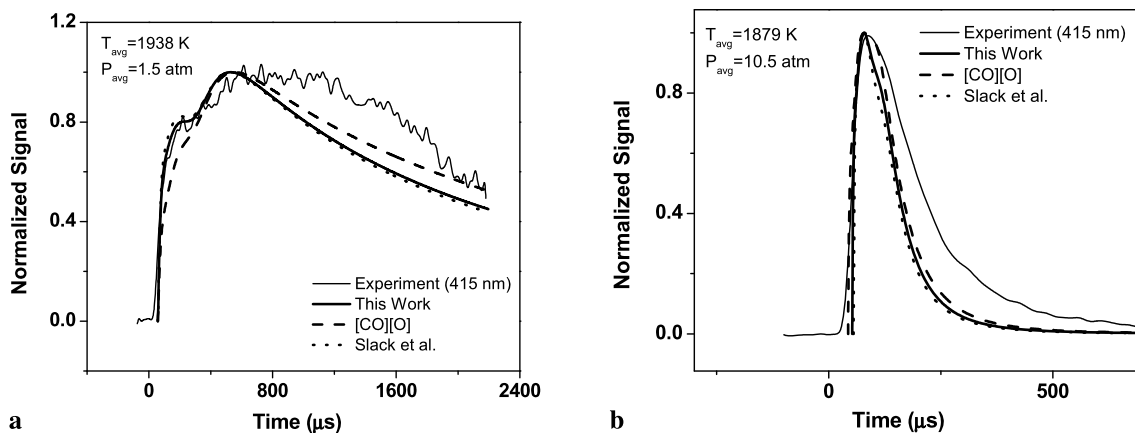 1.2
0.8
0.4
0.0
Normalized Signal
T_avg=1938 K
P_avg=1.5 atm
Experiment (415 nm)
This Work
[CO][O]
Slack et al.
0
800
1600
2400
Time (μs)
a
0.8
0.4
0.0
Normalized Signal
T_avg=1879 K
P_avg=10.5 atm
Experiment (415 nm)
This Work
[CO][O]
Slack et al.
0
500
Time (μs)
b